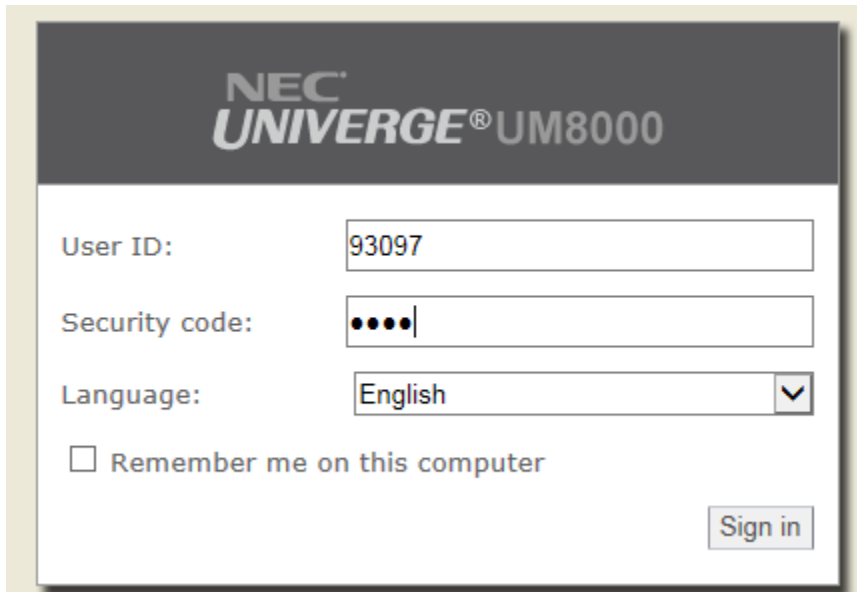 NEC
UNIVERGE®UM8000
User ID: 93097
Security code: ••••
Language: English
Remember me on this computer
Sign in